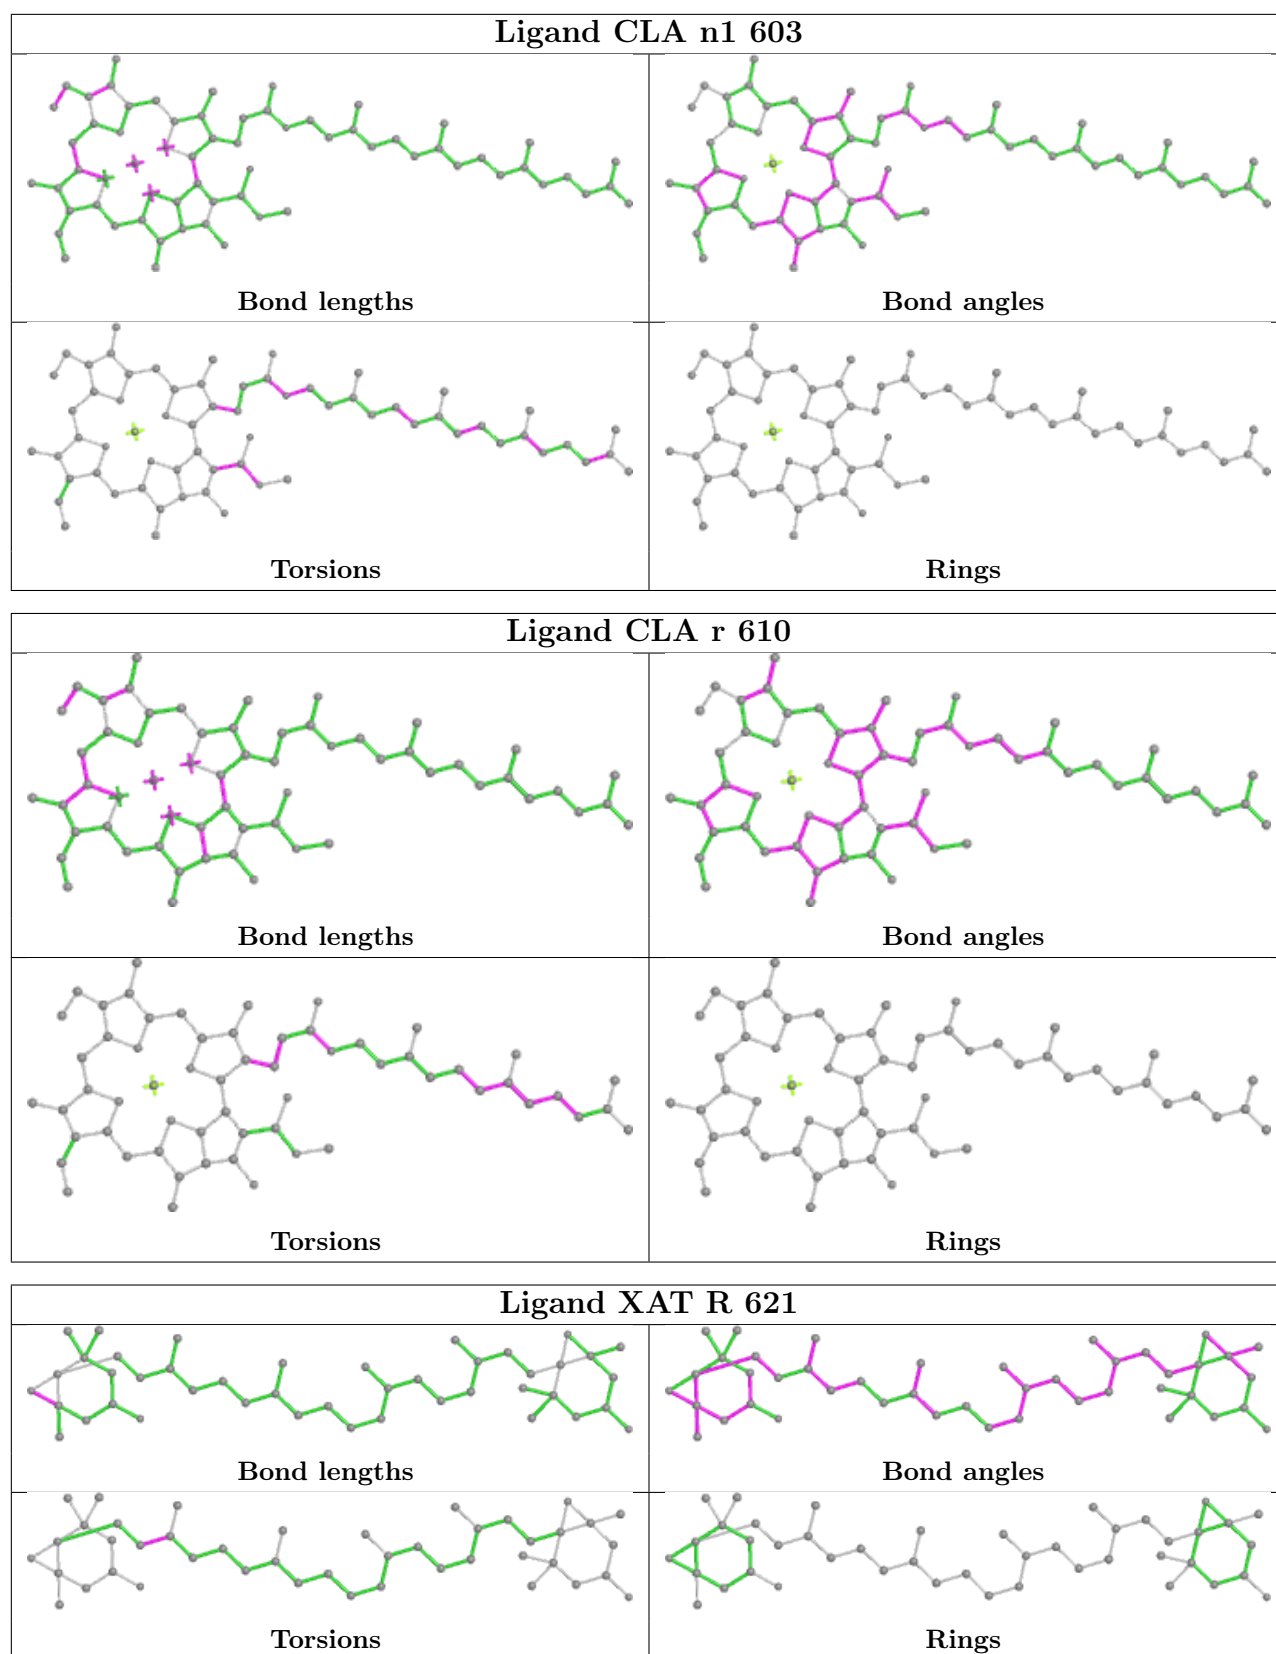 Ligand CLA n1 603
Bond lengths
Bond angles
Torsions
Rings
Ligand CLA r 610
Bond lengths
Bond angles
Torsions
Rings
Ligand XAT R 621
Bond lengths
Bond angles
Torsions
Rings